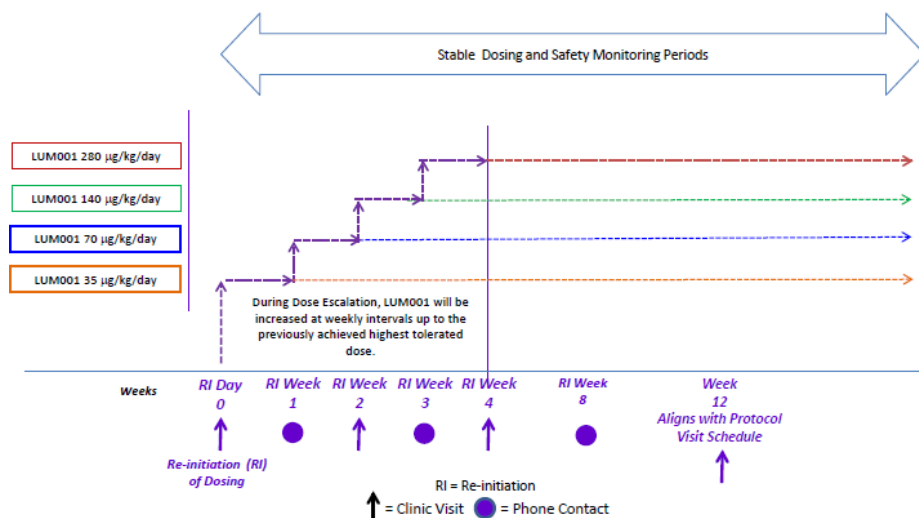 Stable Dosing and Safety Monitoring Periods
LUM001 280 µg/kg/day
LUM001 140 µg/kg/day
LUM001 70 µg/kg/day
LUM001 35 µg/kg/day
During Dose Escalation, LUM001 will be
increased at weekly intervals up to the
previously achieved highest tolerated
dose.
Weeks
RI Day
0
RI Week
1
RI Week
2
RI Week
3
RI Week
4
RI Week
8
Week
12
Aligns with Protocol
Visit Schedule
Re-initiation (RI)
of Dosing
RI = Re-initiation
= Clinic Visit
= Phone Contact